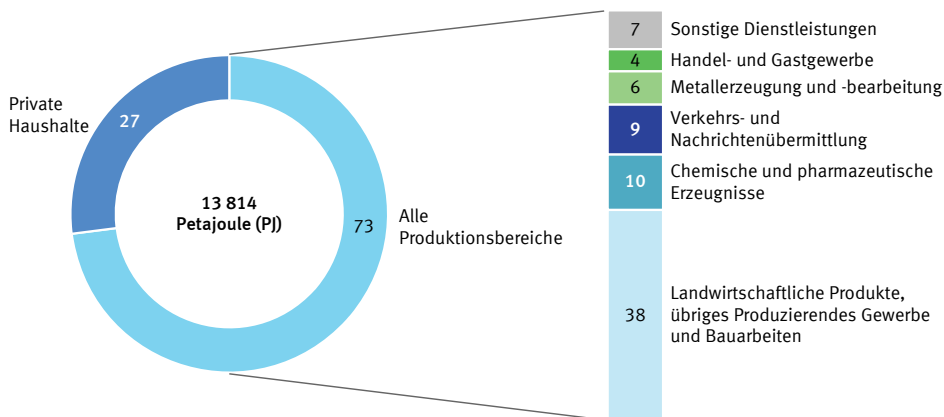 Private
Haushalte
27
13 814
Petajoule (PJ)
73
Alle
Produktionsbereiche
7
Sonstige Dienstleistungen
4
Handel- und Gastgewerbe
6
Metallerzeugung und -bearbeitung
9
Verkehrs- und
Nachrichtenübermittlung
10
Chemische und pharmazeutische
Erzeugnisse
38
Landwirtschaftliche Produkte,
übriges Produzierendes Gewerbe
und Bauarbeiten